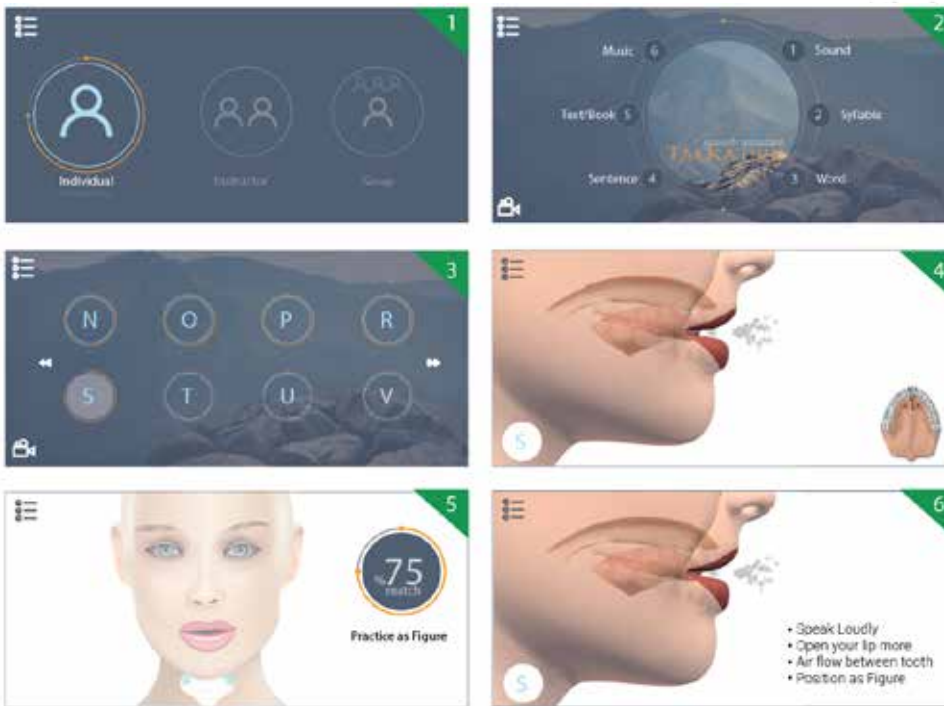 1
Individual
Instructor
Group
2
Music 6
1 Sound
Text/Book 5
2 Syllable
Sentence 4
3 Word
3
N O P R
S T U V
4
S
5
%75
match
Practice as Figure
6
• Speak Loudly
• Open your lip more
• Air flow between tooth
• Position as Figure
S